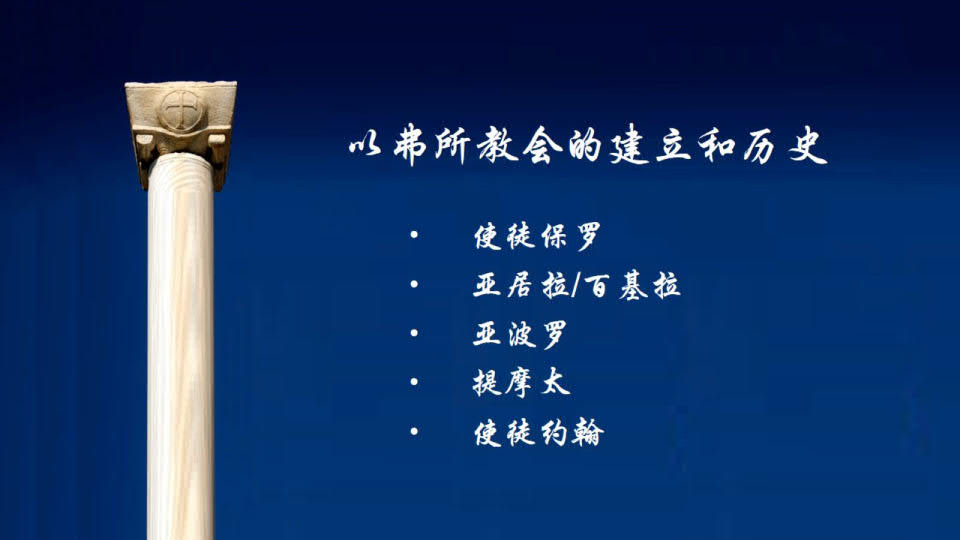 以弗所教会的建立和历史
• 使徒保罗
• 亚居拉/百基拉
• 亚波罗
• 提摩太
• 使徒约翰